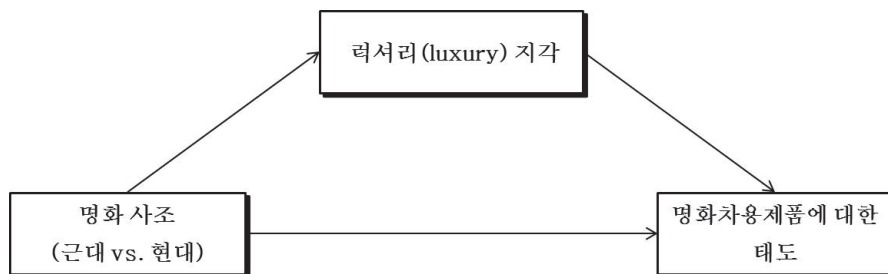 럭셔리(luxury) 지각
명화 사조
(근대 vs. 현대)
명화차용제품에 대한
태도